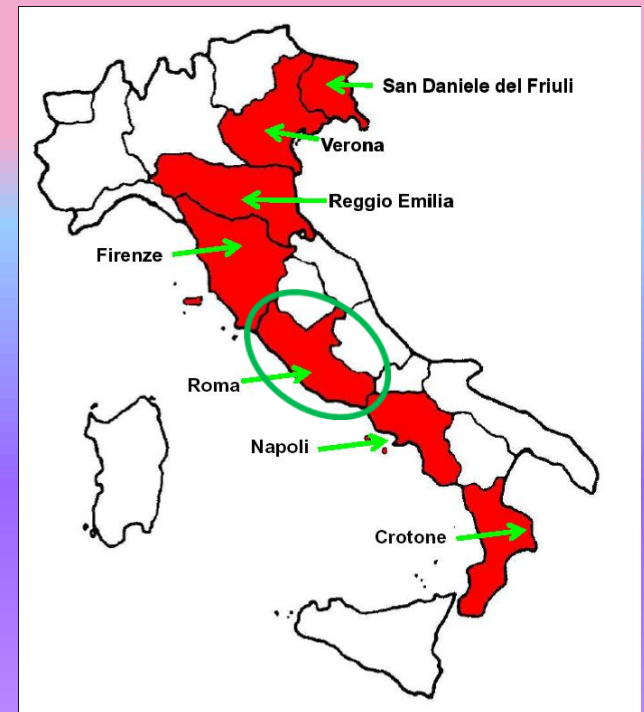 San Daniele del Friuli
Verona
Reggio Emilia
Firenze
Roma
Napoli
Crotone